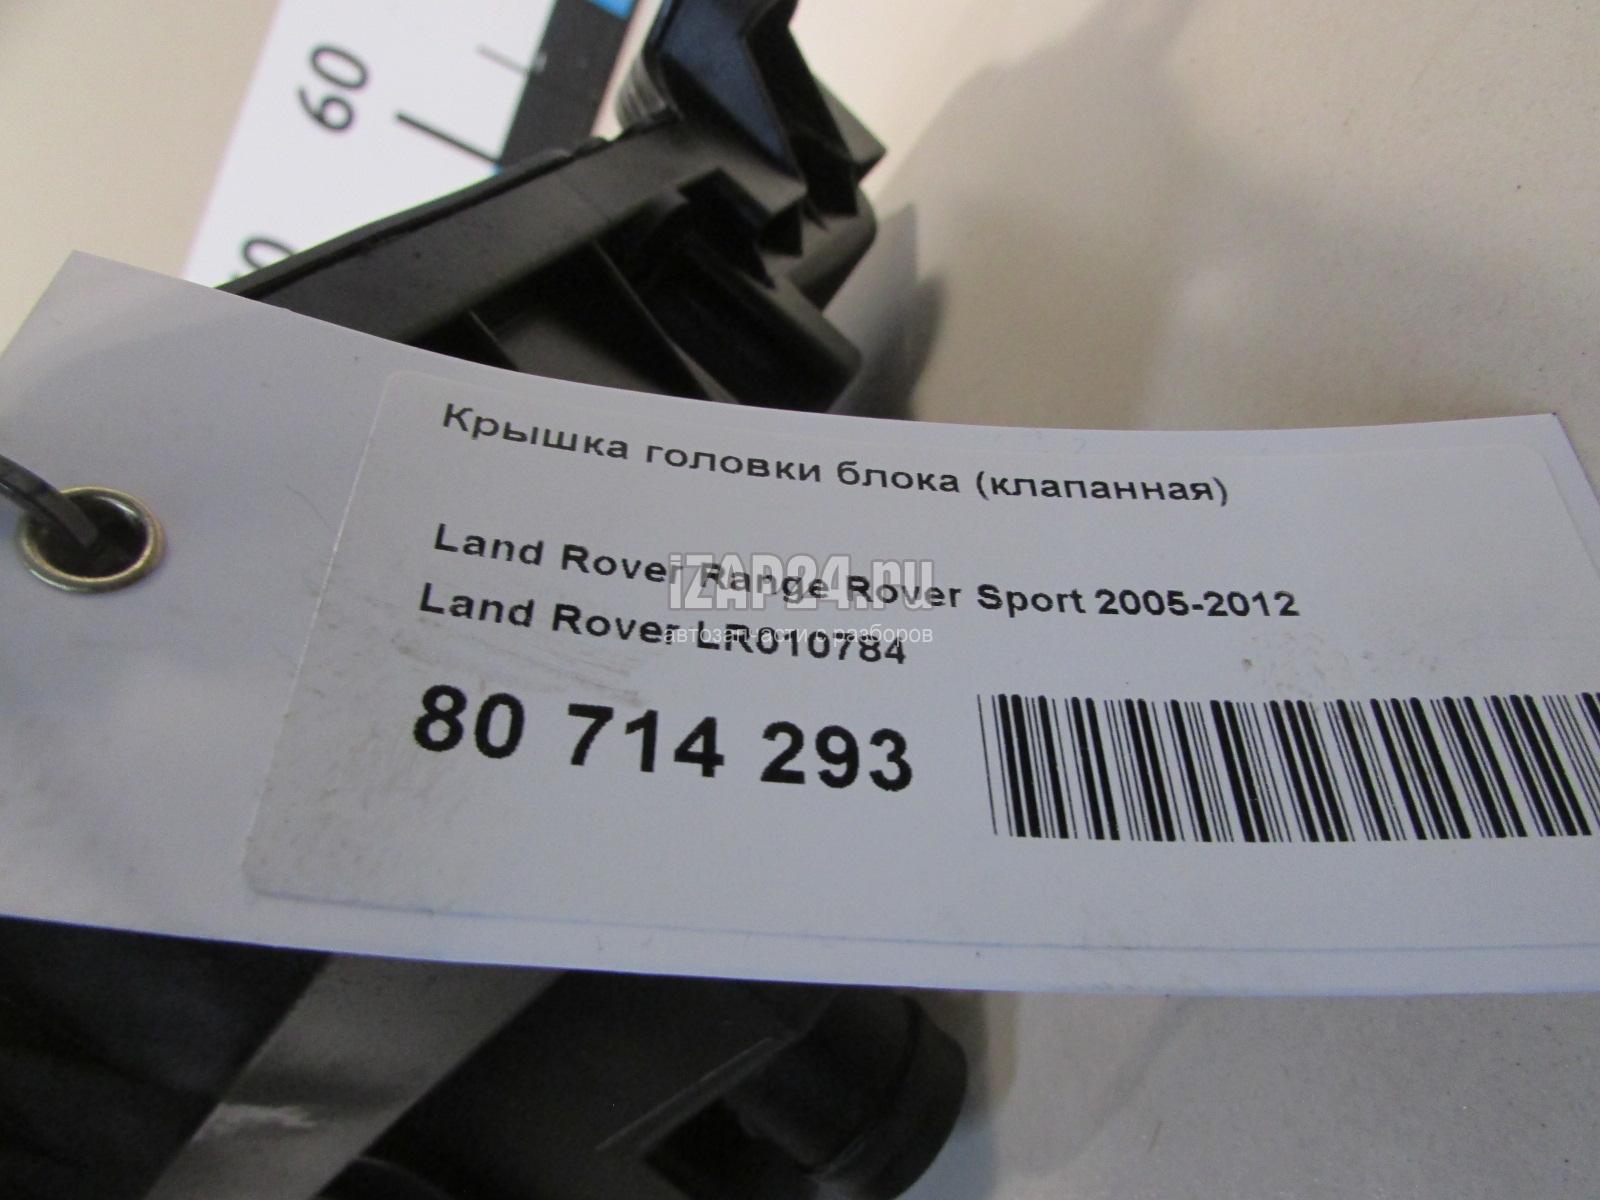 60
Крышка головки блока (клапанная)
Land Rover Range Rover Sport 2005-2012
Land Rover LR010784
iZAP24.ru
автозапчасти с разборов
80 714 293